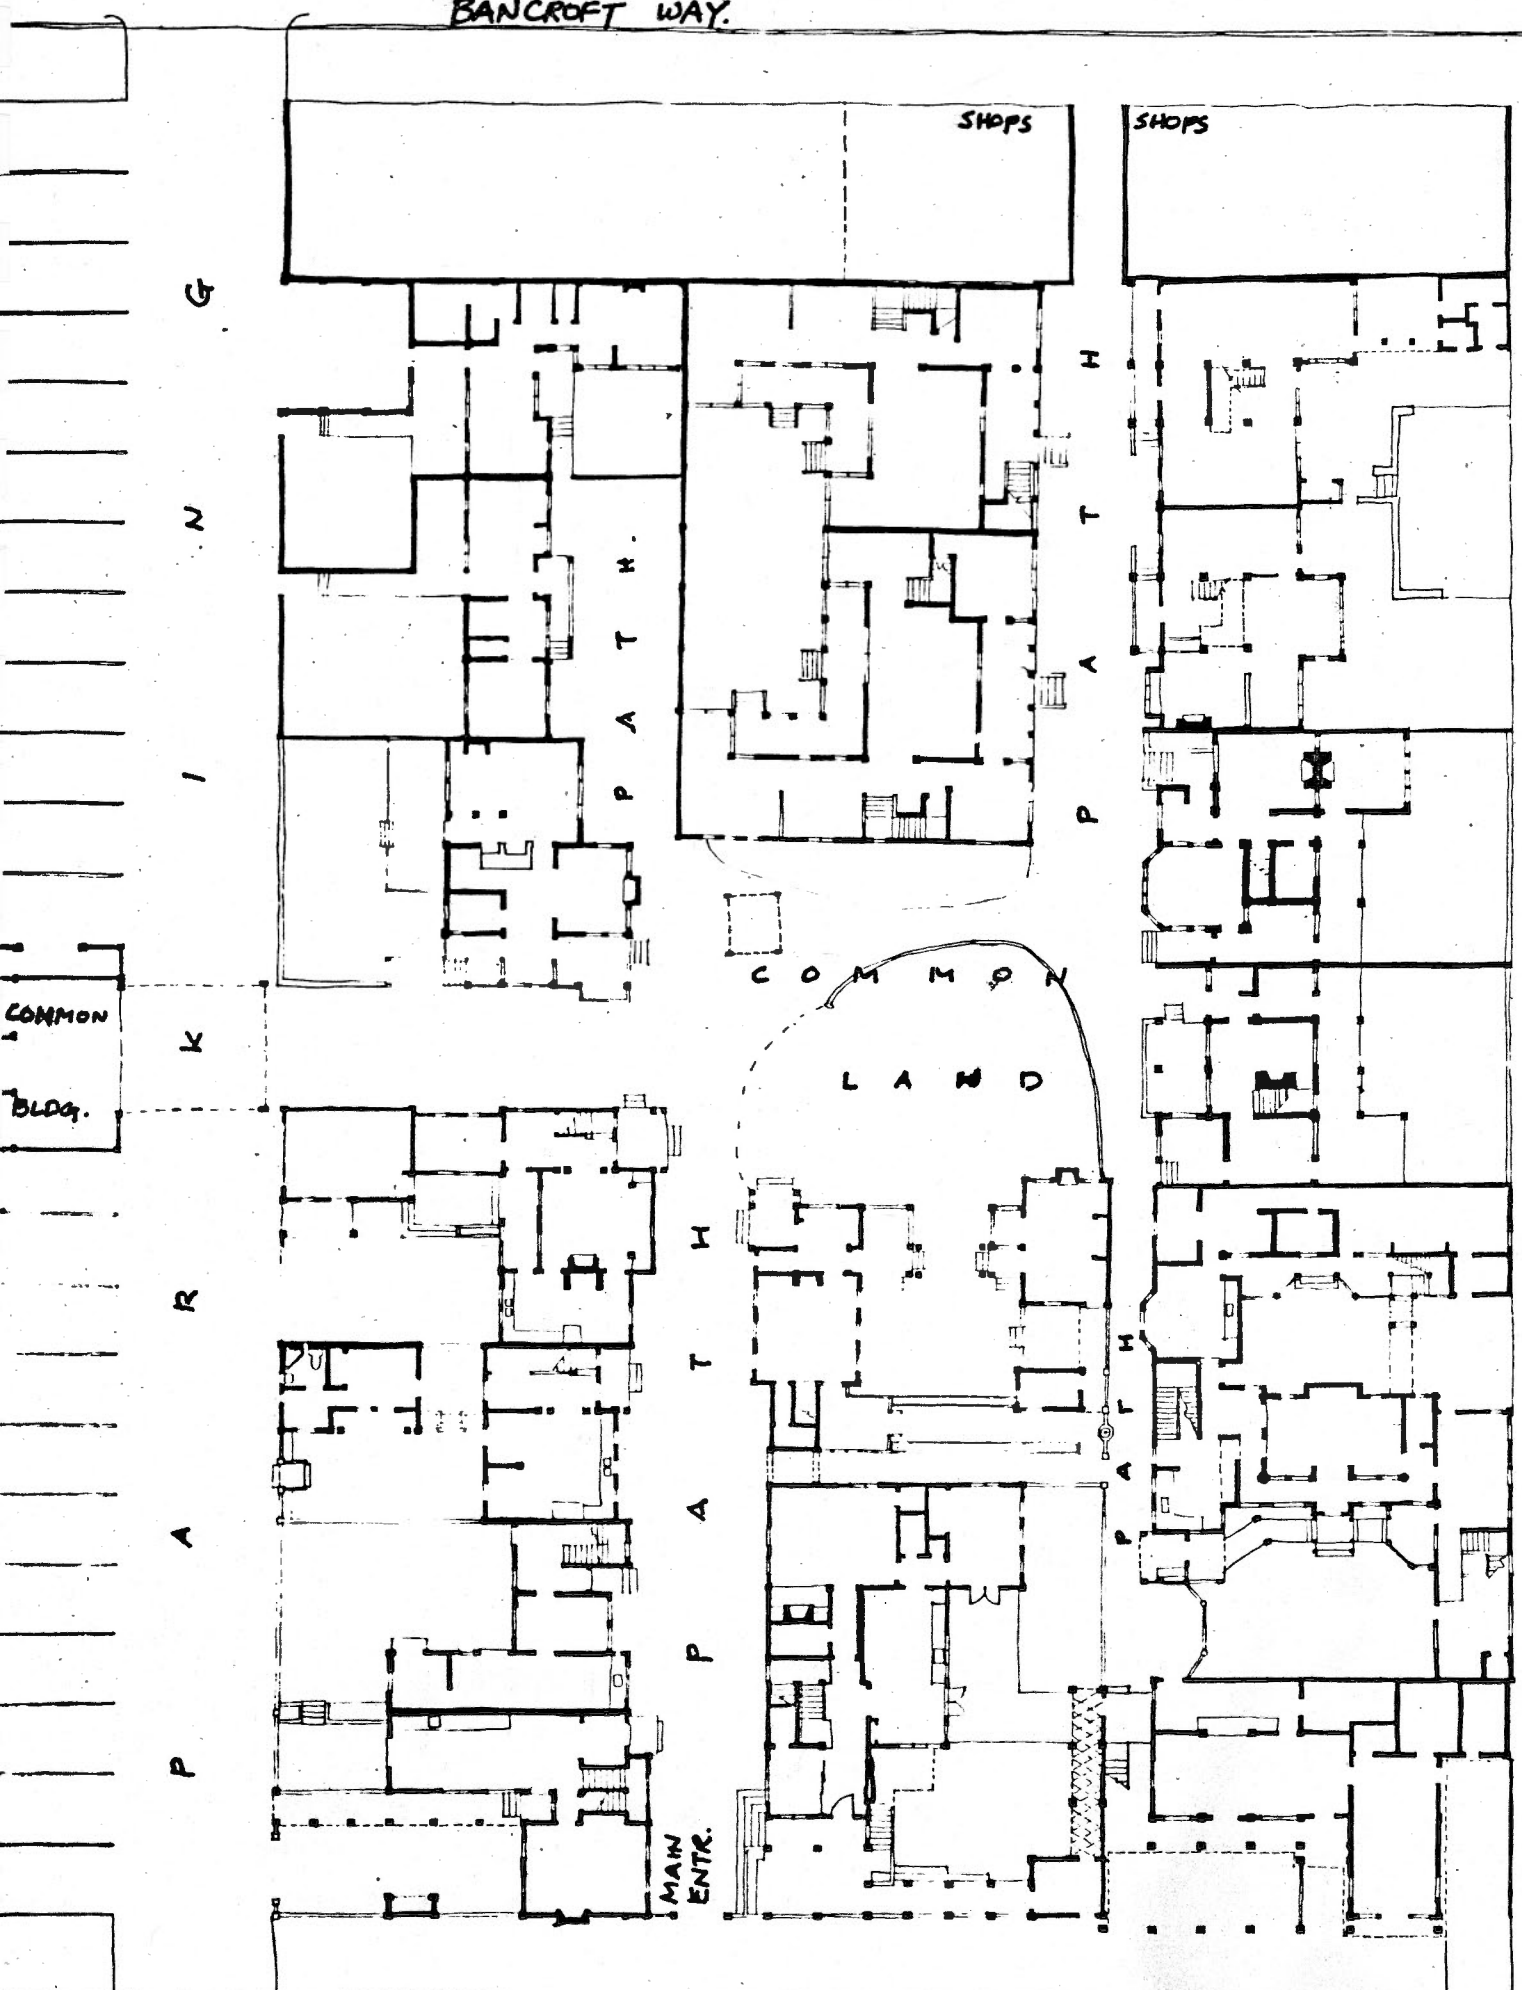 BANCROFT WAY.
SHOPS
SHOPS
PARKING
PATH.
PATH
COMMON
LAND
COMMON
BLDG.
PATH
PATH
MAIN
ENTR.